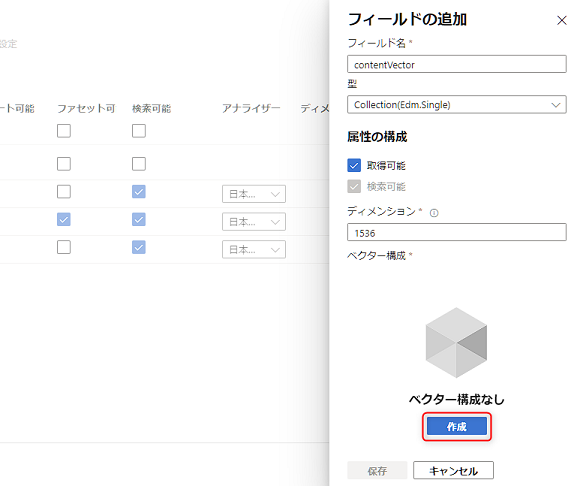 設定
ート可能 ファセット可 検索可能 アナライザー ディメ
日本...
日本...
日本...
フィールドの追加
フィールド名 *
contentVector
型
Collection(Edm.Single)
属性の構成
取得可能
検索可能
ディメンション *
1536
ベクター構成 *
ベクター構成なし
作成
保存 キャンセル